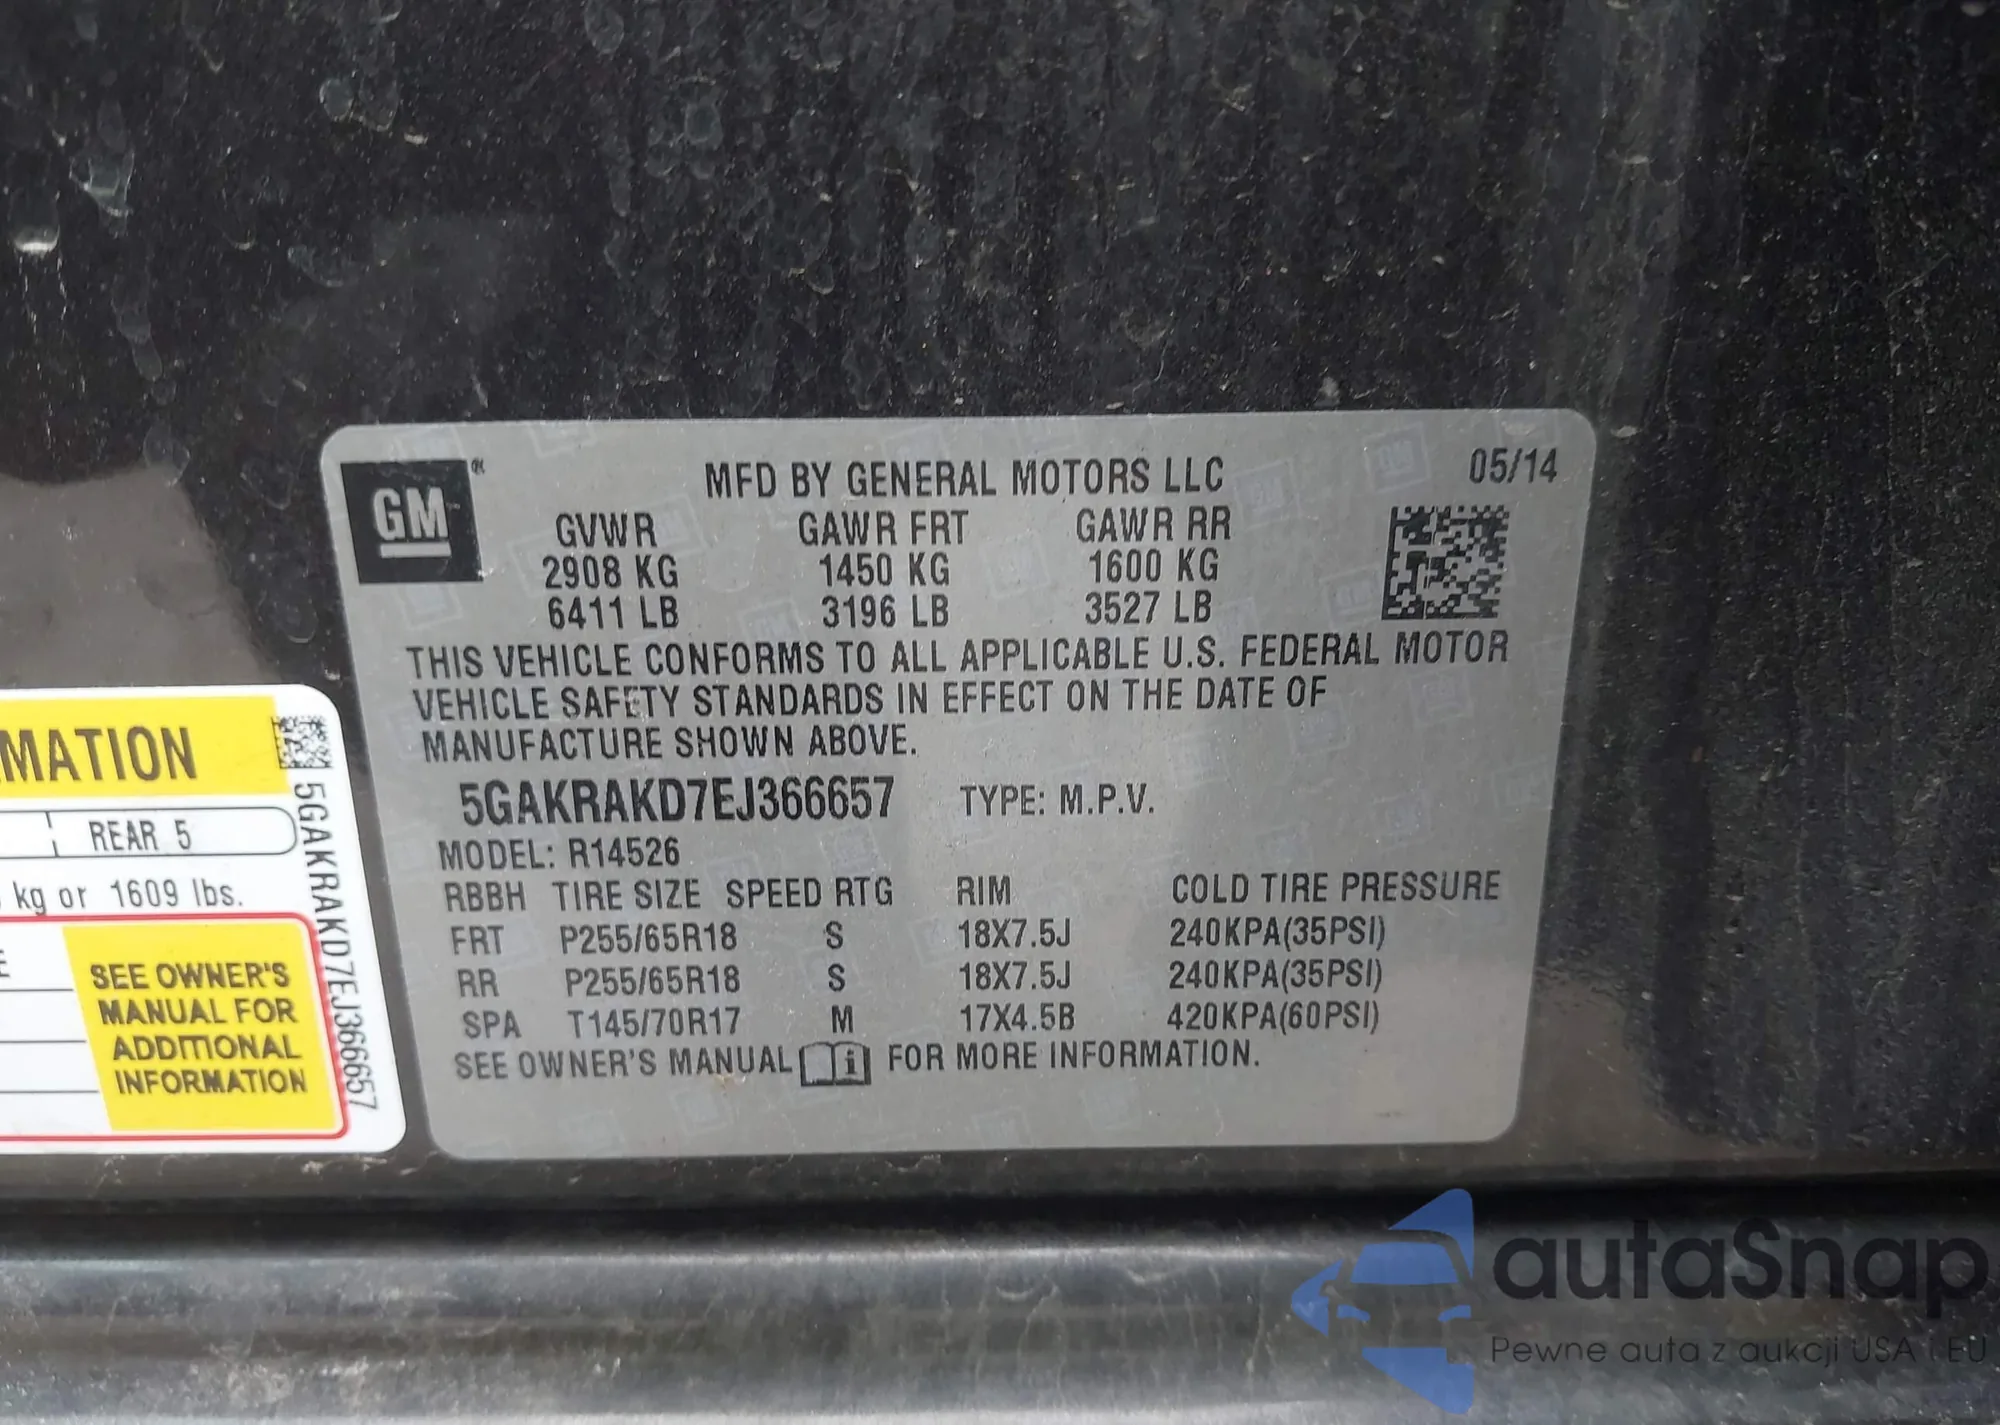 GM®
MFD BY GENERAL MOTORS LLC 05/14
GVWR GAWR FRT GAWR RR
2908 KG 1450 KG 1600 KG
6411 LB 3196 LB 3527 LB
THIS VEHICLE CONFORMS TO ALL APPLICABLE U.S. FEDERAL MOTOR
VEHICLE SAFETY STANDARDS IN EFFECT ON THE DATE OF
MANUFACTURE SHOWN ABOVE.
5GAKRAKD7EJ366657 TYPE: M.P.V.
MODEL: R14526
RBBH TIRE SIZE SPEED RTG RIM COLD TIRE PRESSURE
FRT P255/65R18 S 18X7.5J 240KPA(35PSI)
RR P255/65R18 S 18X7.5J 240KPA(35PSI)
SPA T145/70R17 M 17X4.5B 420KPA(60PSI)
SEE OWNER'S MANUAL FOR MORE INFORMATION.
MATION
REAR 5
kg or 1609 lbs.
SEE OWNER'S
MANUAL FOR
ADDITIONAL
INFORMATION
5GAKRAKD7EJ366657
autaSnap
Pewne auta z aukcji USA i EU